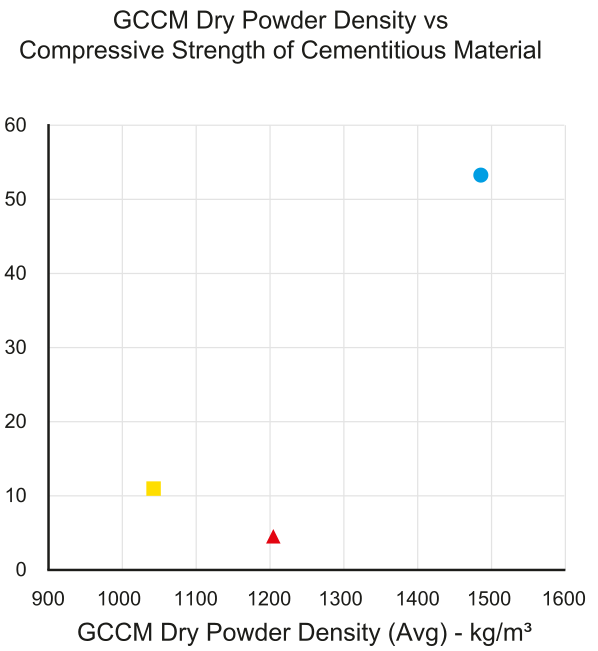 GCCM Dry Powder Density vs
Compressive Strength of Cementitious Material
60
50
40
30
20
10
0
900 1000 1100 1200 1300 1400 1500 1600
GCCM Dry Powder Density (Avg) - kg/m³